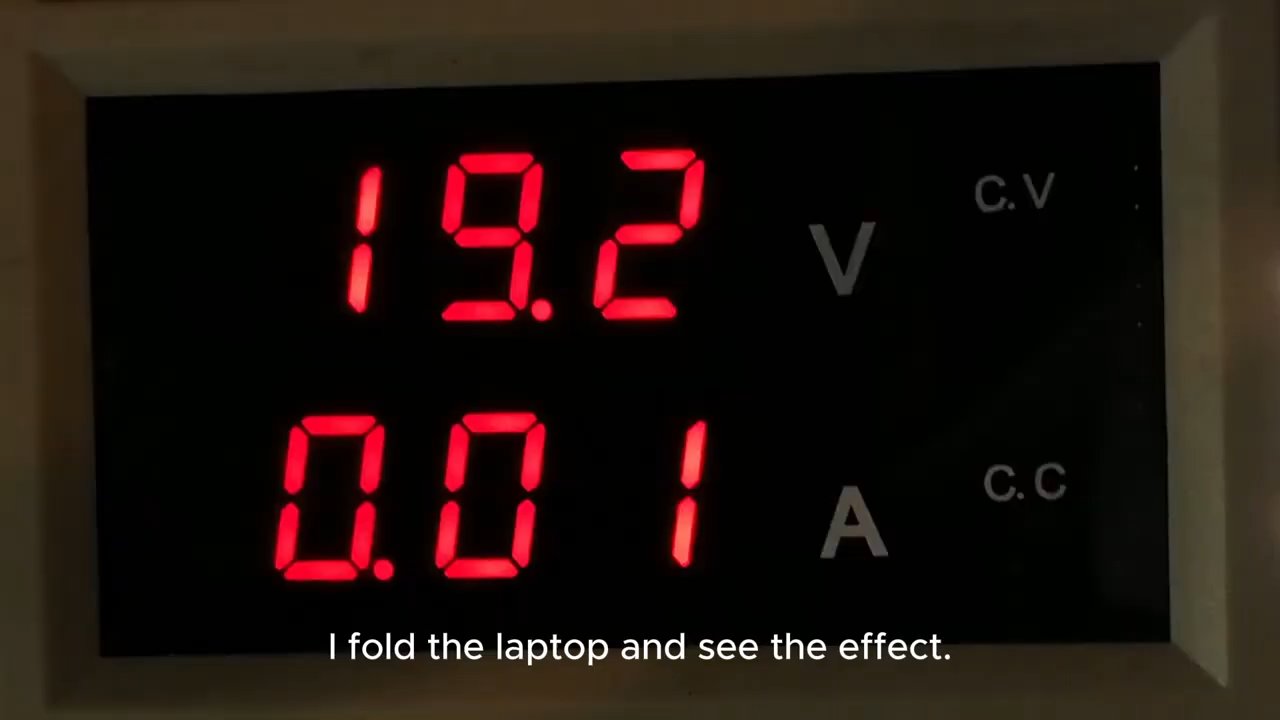 19.2 V C.V
0.01 A C.C
I fold the laptop and see the effect.